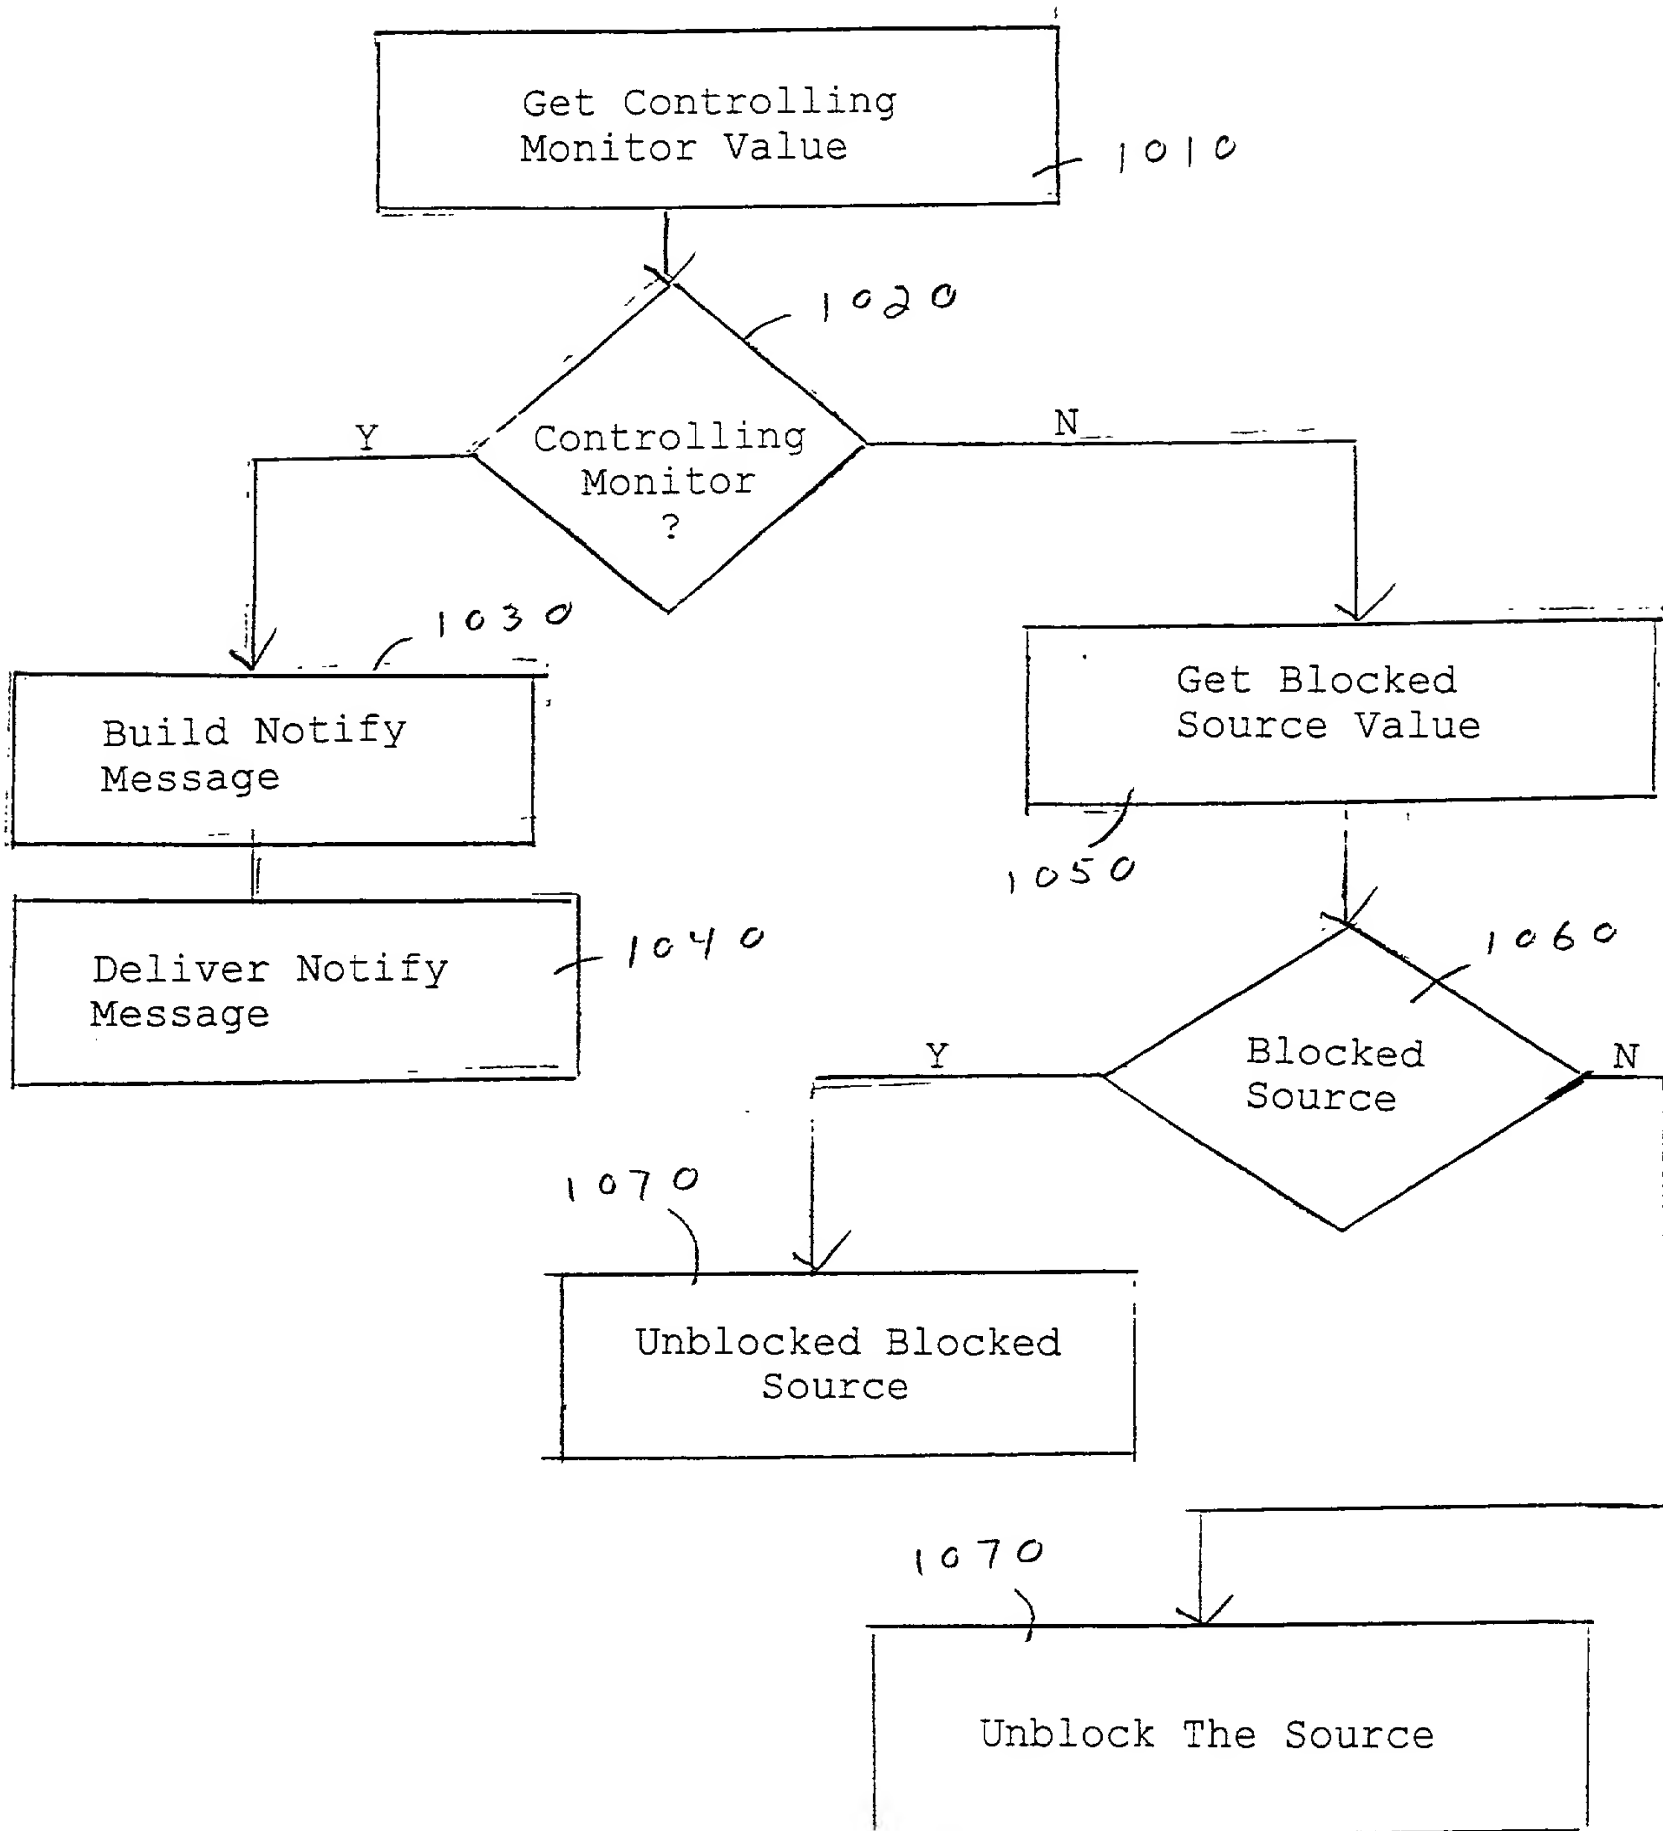 Get Controlling
Monitor Value
1010
1020
Y
N
Controlling
Monitor
?
1030
Build Notify
Message
Get Blocked
Source Value
1050
Deliver Notify
Message
1040
1060
Y
N
Blocked
Source
1070
Unblocked Blocked
Source
1070
Unblock The Source